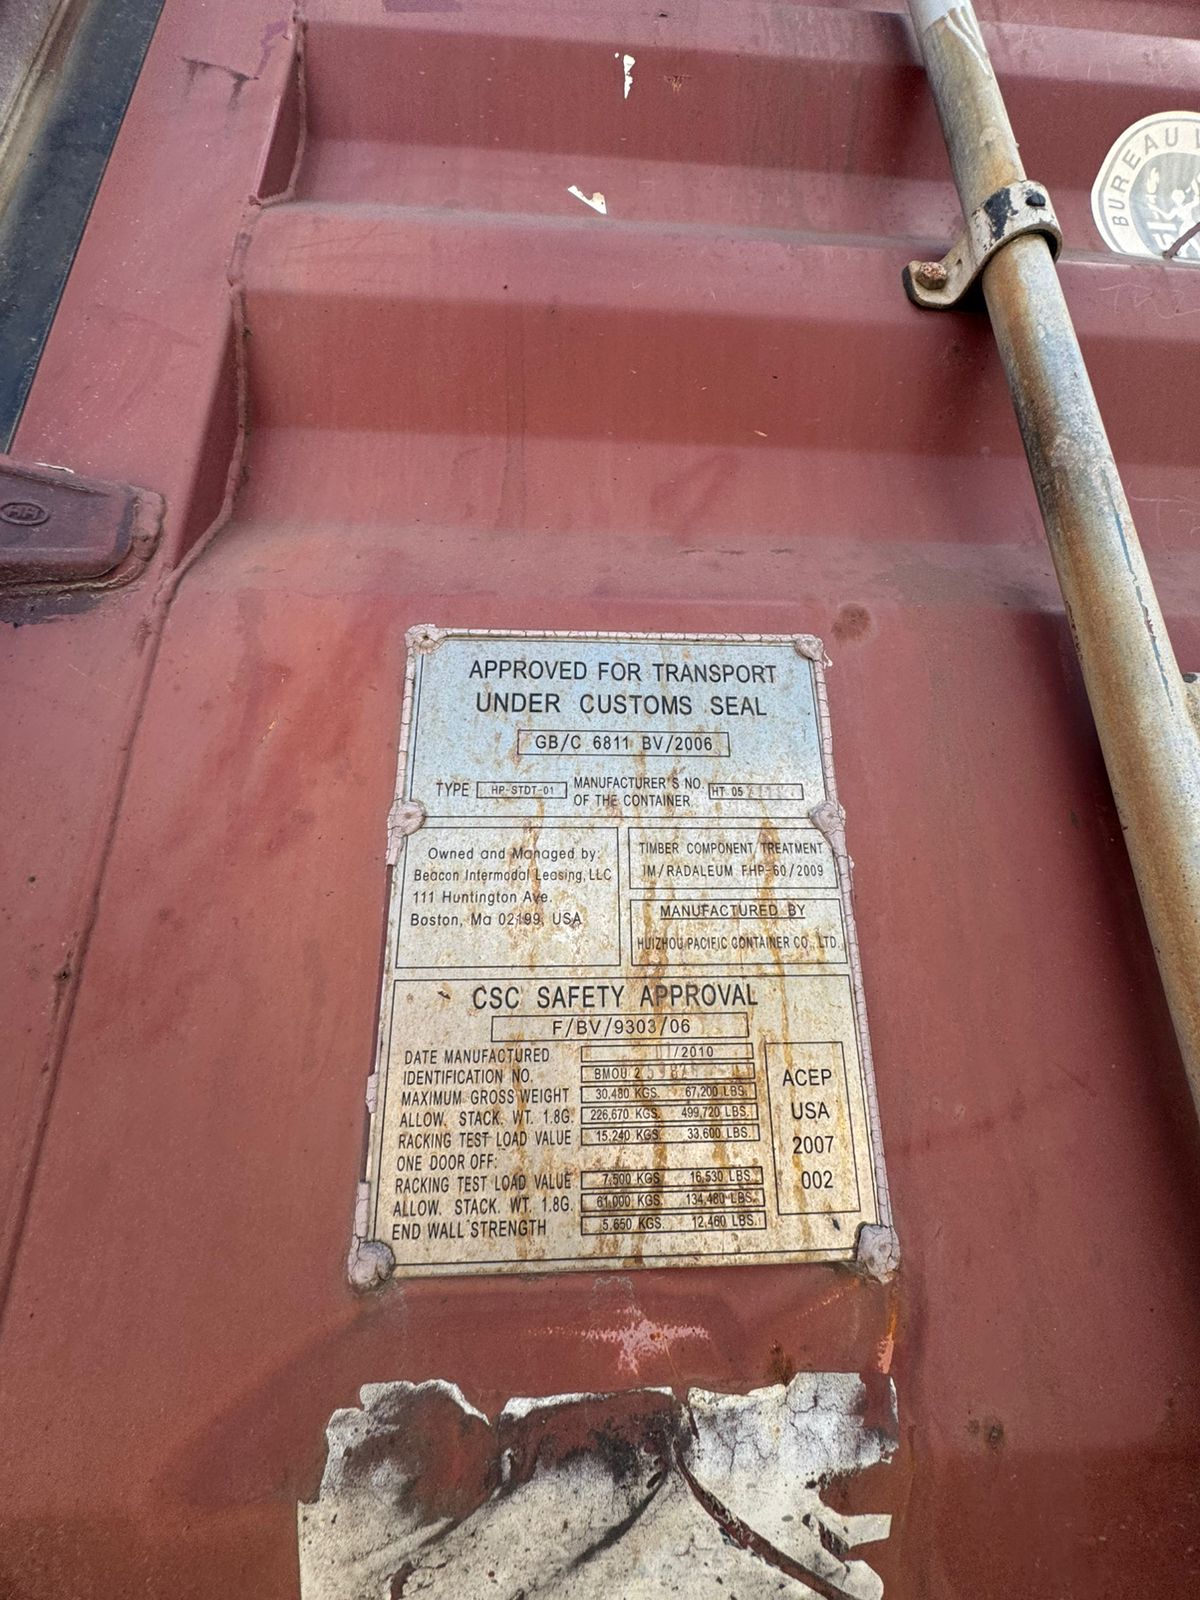 BUREAU
HH
APPROVED FOR TRANSPORT
UNDER CUSTOMS SEAL
GB/C 6811 BV/2006
TYPE HP-STDT-01 MANUFACTURER'S NO. OF THE CONTAINER HT 05
Owned and Managed by:
Beacon Intermodal Leasing, LLC
111 Huntington Ave.
Boston, Ma 02199, USA
TIMBER COMPONENT TREATMENT
IM/RADALEUM FHP-60/2009
MANUFACTURED BY
HUIZHOU PACIFIC CONTAINER CO., LTD.
CSC SAFETY APPROVAL
F/BV/9303/06
DATE MANUFACTURED /2010
IDENTIFICATION NO. BMOU 2
MAXIMUM GROSS WEIGHT 30,480 KGS. 67,200 LBS.
ALLOW. STACK. WT. 1.8G. 226,670 KGS. 499,720 LBS.
RACKING TEST LOAD VALUE 15,240 KGS. 33,600 LBS.
ONE DOOR OFF:
RACKING TEST LOAD VALUE 7,500 KGS. 16,530 LBS.
ALLOW. STACK. WT. 1.8G. 61,000 KGS. 134,480 LBS.
END WALL STRENGTH 5,650 KGS. 12,460 LBS.
ACEP
USA
2007
002